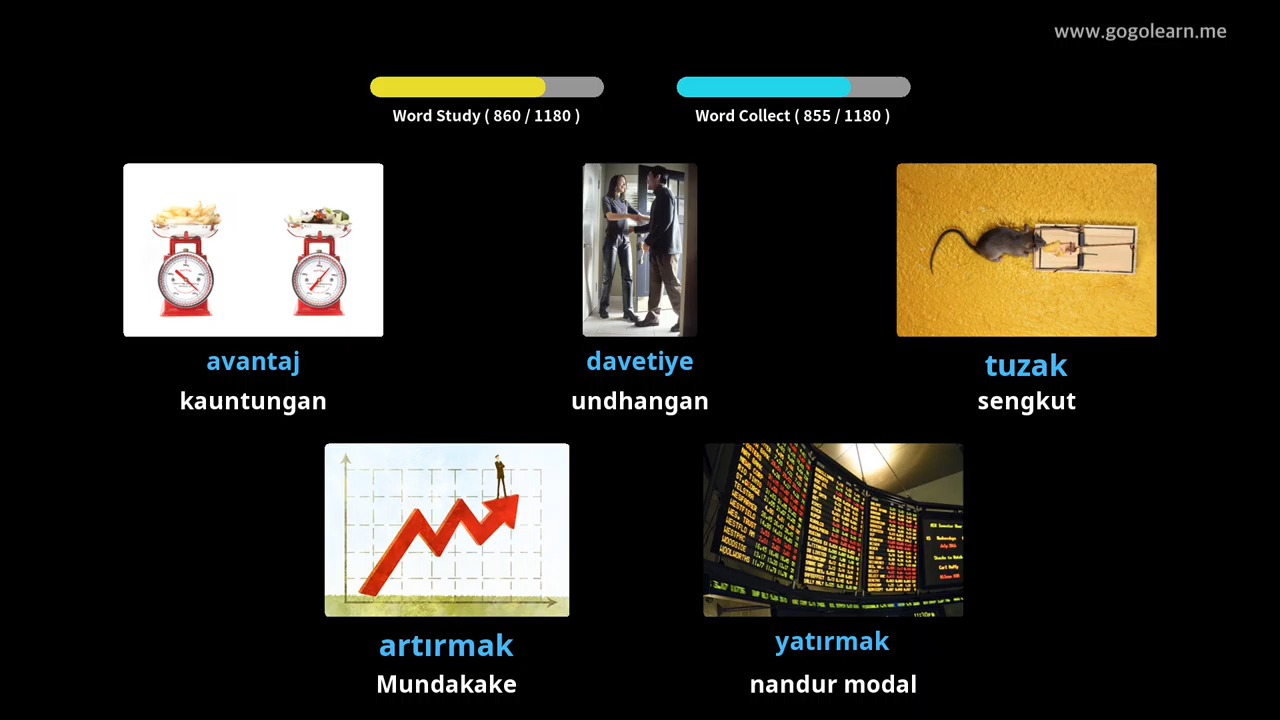 www.gogolearn.me
Word Study ( 860 / 1180 )
Word Collect ( 855 / 1180 )
avantaj
davetiye
tuzak
kauntungan
undhangan
sengkut
artırmak
yatırmak
Mundakake
nandur modal